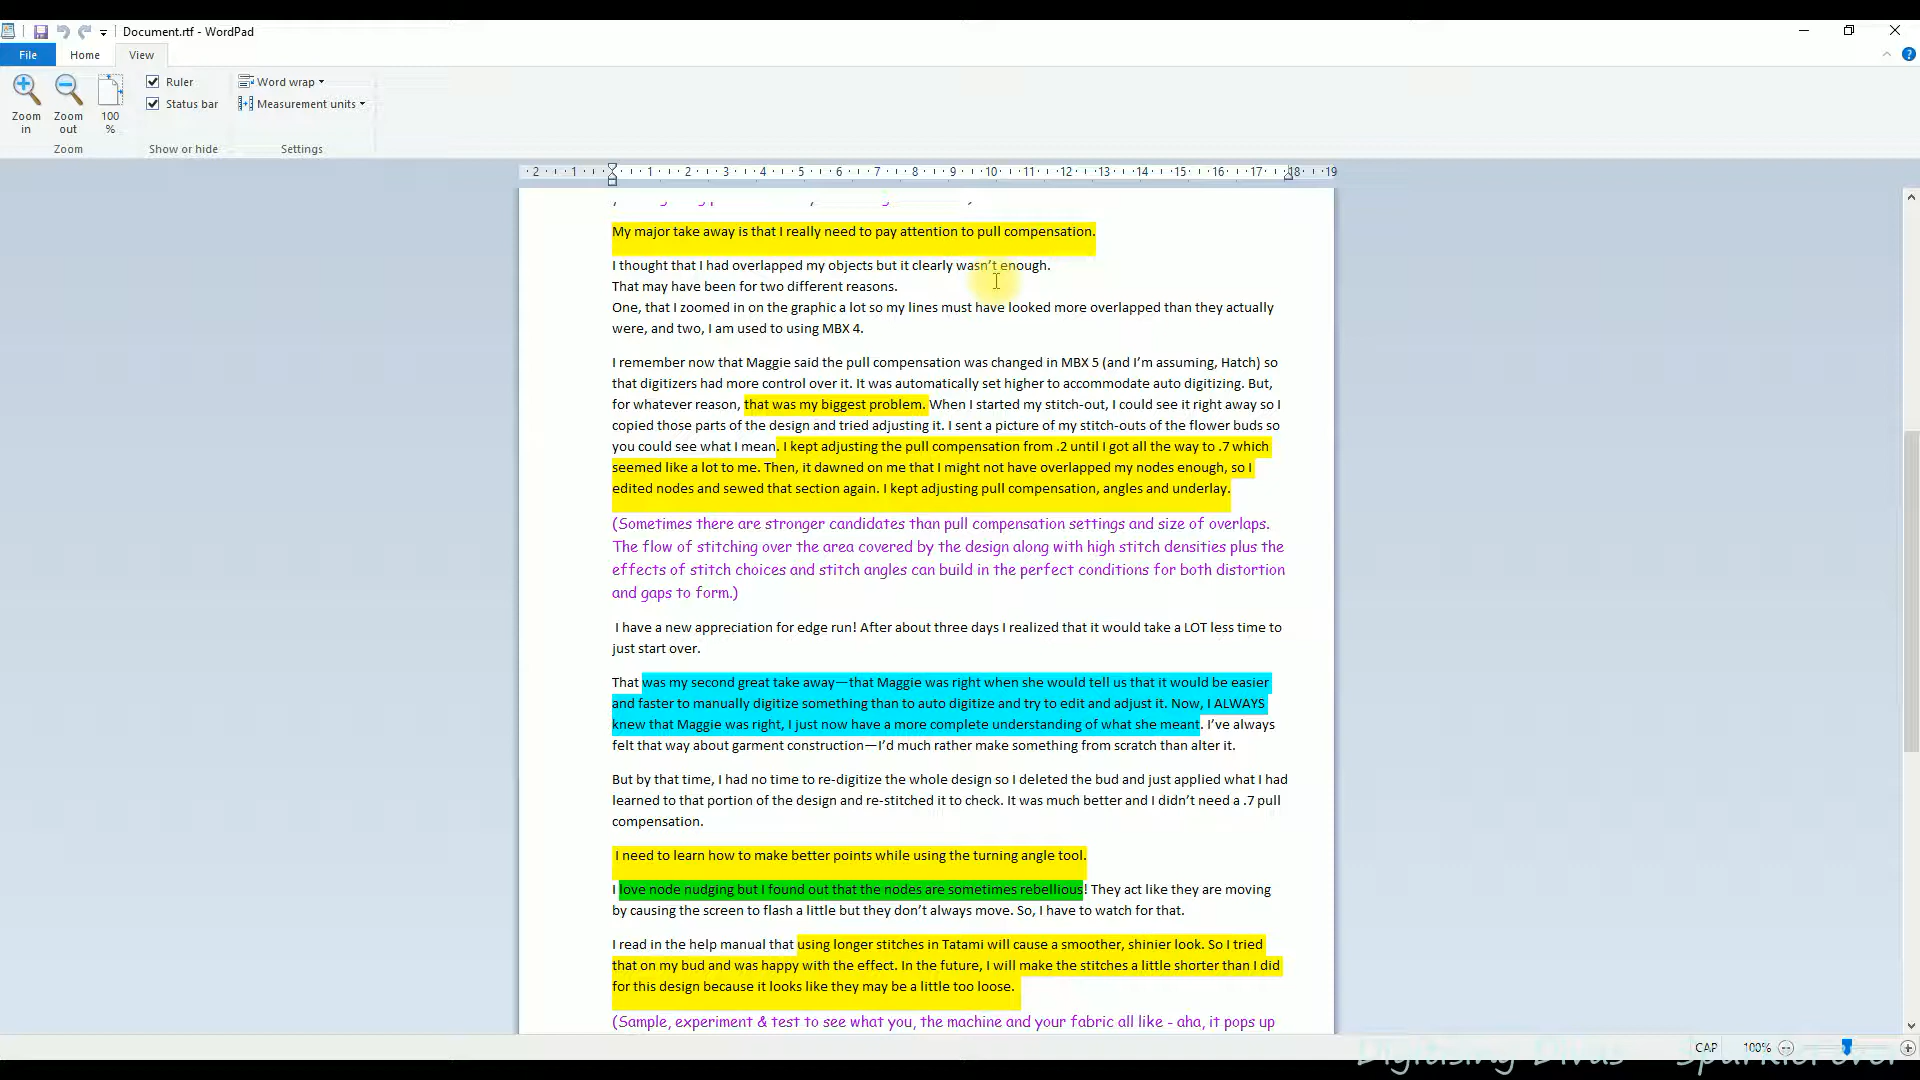 Document.rtf - WordPad
File Home View
Zoom in
Zoom out
100 %
Ruler
Status bar
Word wrap
Measurement units
Zoom
Show or hide
Settings
2 1 1 2 3 4 5 6 7 8 9 10 11 12 13 14 15 16 17 18 19
My major take away is that I really need to pay attention to pull compensation.
I thought that I had overlapped my objects but it clearly wasn't enough.
That may have been for two different reasons.
One, that I zoomed in on the graphic a lot so my lines must have looked more overlapped than they actually
were, and two, I am used to using MBX 4.
I remember now that Maggie said the pull compensation was changed in MBX 5 (and I'm assuming, Hatch) so
that digitizers had more control over it. It was automatically set higher to accommodate auto digitizing. But,
for whatever reason, that was my biggest problem. When I started my stitch-out, I could see it right away so I
copied those parts of the design and tried adjusting it. I sent a picture of my stitch-outs of the flower buds so
you could see what I mean. I kept adjusting the pull compensation from .2 until I got all the way to .7 which
seemed like a lot to me. Then, it dawned on me that I might not have overlapped my nodes enough, so I
edited nodes and sewed that section again. I kept adjusting pull compensation, angles and underlay.
(Sometimes there are stronger candidates than pull compensation settings and size of overlaps.
The flow of stitching over the area covered by the design along with high stitch densities plus the
effects of stitch choices and stitch angles can build in the perfect conditions for both distortion
and gaps to form.)
I have a new appreciation for edge run! After about three days I realized that it would take a LOT less time to
just start over.
That was my second great take away—that Maggie was right when she would tell us that it would be easier
and faster to manually digitize something than to auto digitize and try to edit and adjust it. Now, I ALWAYS
knew that Maggie was right, I just now have a more complete understanding of what she meant. I've always
felt that way about garment construction—I'd much rather make something from scratch than alter it.
But by that time, I had no time to re-digitize the whole design so I deleted the bud and just applied what I had
learned to that portion of the design and re-stitched it to check. It was much better and I didn't need a .7 pull
compensation.
I need to learn how to make better points while using the turning angle tool.
I love node nudging but I found out that the nodes are sometimes rebellious! They act like they are moving
by causing the screen to flash a little but they don't always move. So, I have to watch for that.
I read in the help manual that using longer stitches in Tatami will cause a smoother, shinier look. So I tried
that on my bud and was happy with the effect. In the future, I will make the stitches a little shorter than I did
for this design because it looks like they may be a little too loose.
(Sample, experiment & test to see what you, the machine and your fabric all like - aha, it pops up
CAP 100%
Digitising Divas